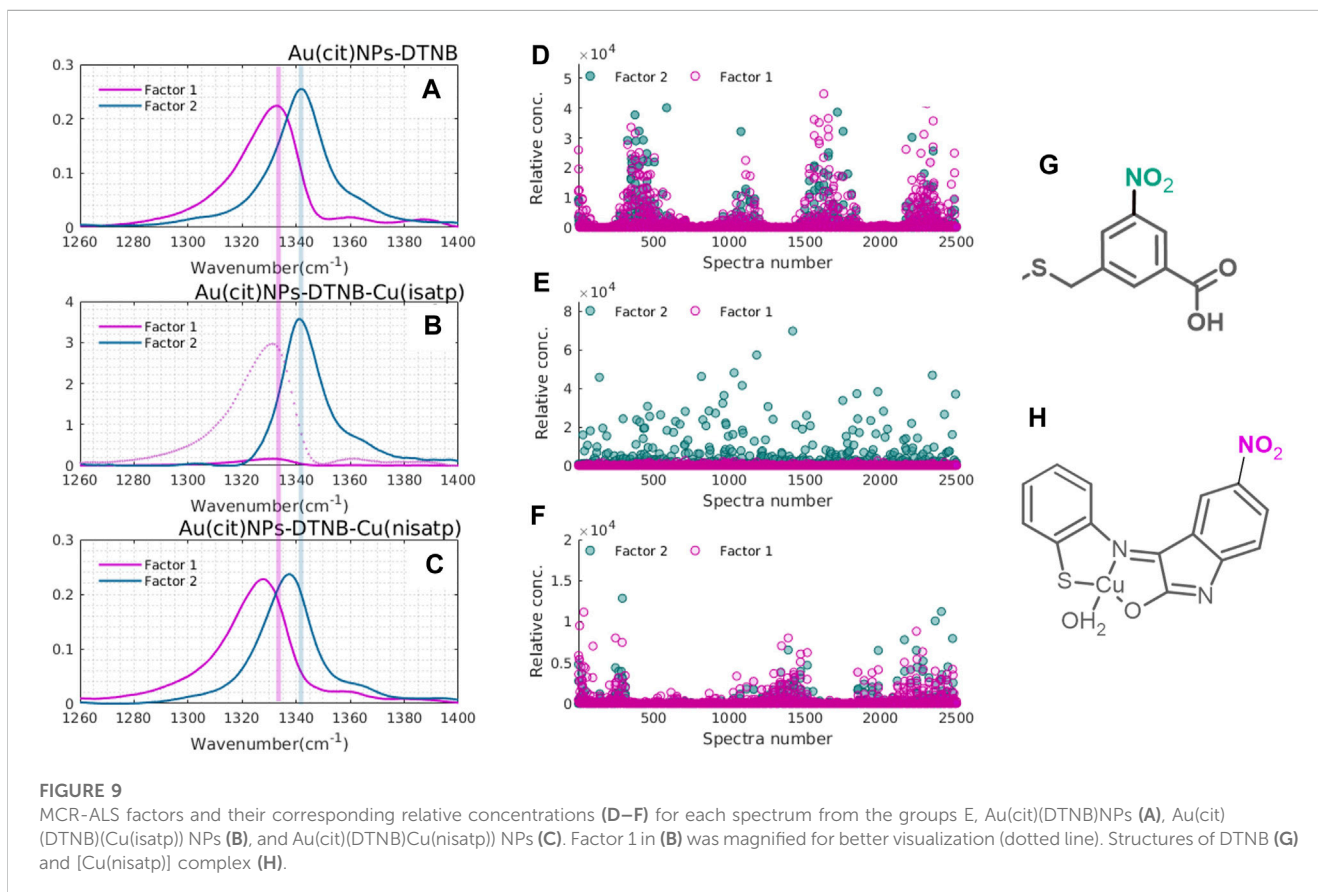 Au(cit)NPs-DTNB
A
Factor 1
Factor 2
0.3
0.2
0.1
0
1260 1280 1300 1320 1340 1360 1380 1400
Wavenumber(cm-1)
Au(cit)NPs-DTNB-Cu(isatp)
B
Factor 1
Factor 2
4
3
2
1
0
1260 1280 1300 1320 1340 1360 1380 1400
Wavenumber(cm-1)
Au(cit)NPs-DTNB-Cu(nisatp)
C
Factor 1
Factor 2
0.3
0.2
0.1
0
1260 1280 1300 1320 1340 1360 1380 1400
Wavenumber(cm-1)
D
×10^4
Factor 2 Factor 1
Relative conc.
5
4
3
2
1
0
500 1000 1500 2000 2500
Spectra number
E
×10^4
Factor 2 Factor 1
Relative conc.
8
6
4
2
0
500 1000 1500 2000 2500
Spectra number
F
×10^4
Factor 2 Factor 1
Relative conc.
2
1.5
1
0.5
0
500 1000 1500 2000 2500
Spectra number
G
NO2
S
O
OH
H
NO2
N
S
Cu
N
OH2
O
FIGURE 9
MCR-ALS factors and their corresponding relative concentrations (D–F) for each spectrum from the groups E, Au(cit)(DTNB)NPs (A), Au(cit)
(DTNB)(Cu(isatp)) NPs (B), and Au(cit)(DTNB)Cu(nisatp)) NPs (C). Factor 1 in (B) was magnified for better visualization (dotted line). Structures of DTNB (G)
and [Cu(nisatp)] complex (H).